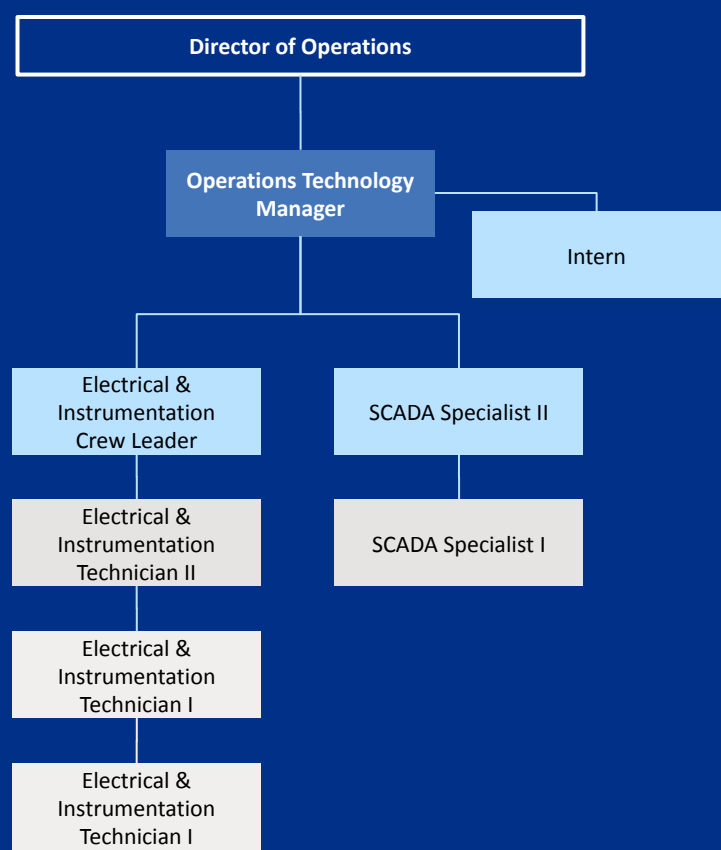 Director of Operations
Operations Technology
Manager
Intern
Electrical &
Instrumentation
Crew Leader
SCADA Specialist II
Electrical &
Instrumentation
Technician II
SCADA Specialist I
Electrical &
Instrumentation
Technician I
Electrical &
Instrumentation
Technician I